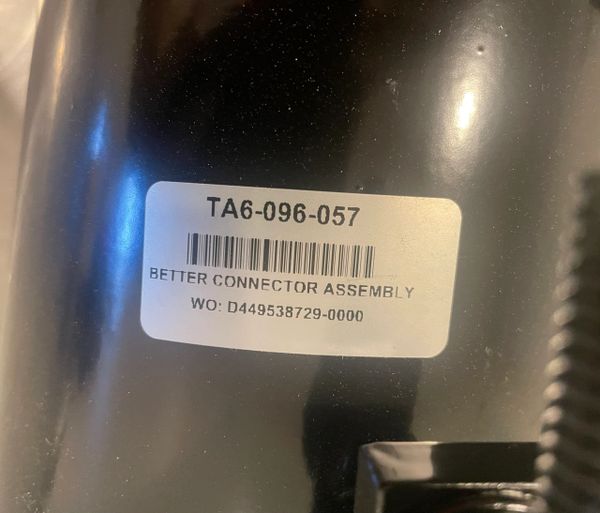 TA6-096-057
BETTER CONNECTOR ASSEMBLY
WO: D449538729-0000